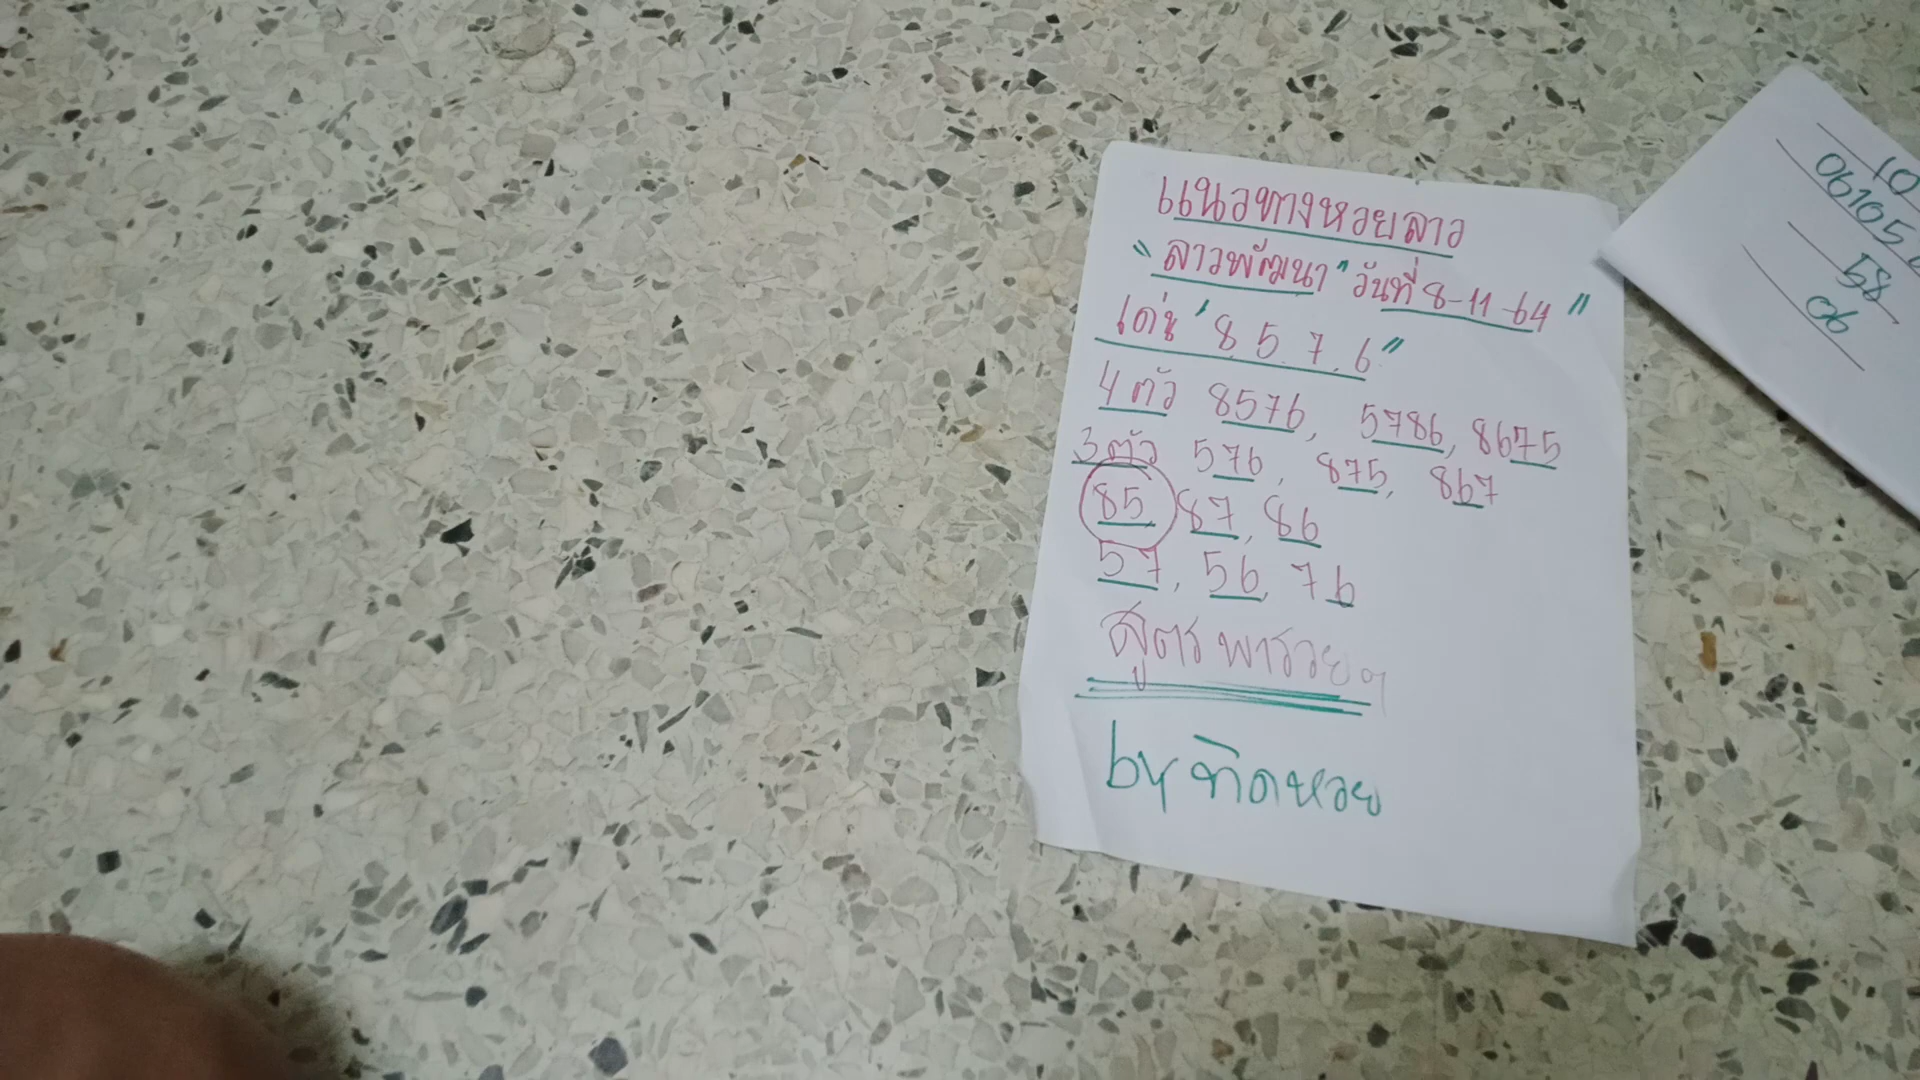 แนวทางหวยลาว
"ลาวพัฒนา" วันที่ 8-11-64"
เด่น "8 5. 7. 6"
4 ตัว 8576, 5786, 8675
3 ตัว 576, 875, 867
85 87, 86
57, 56, 76
สูตร พารวย ๆ
by ทิดหวย
10
06105
58
06